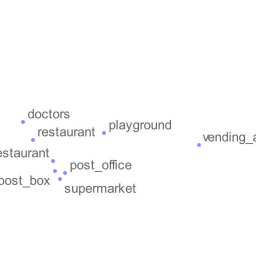 doctors
restaurant
playground
vending_a
estaurant
post_office
post_box
supermarket